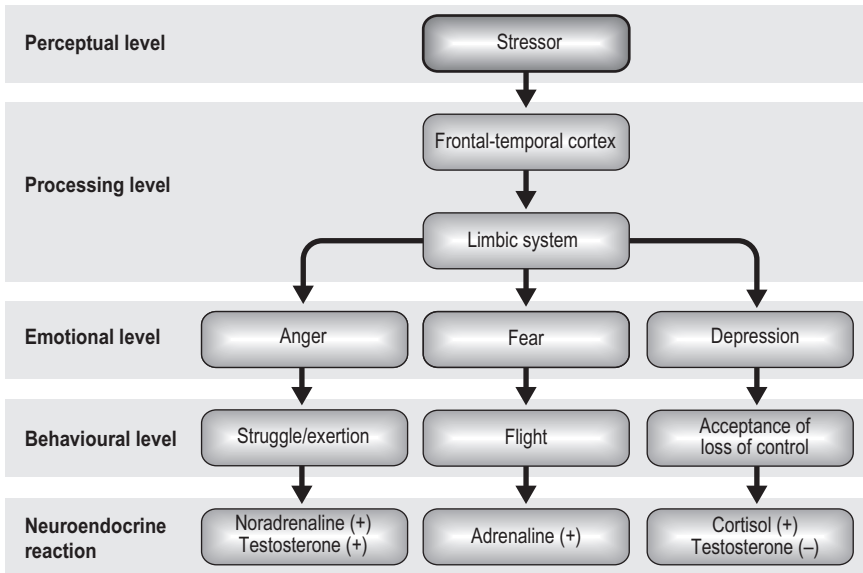 Perceptual level
Stressor
Processing level
Frontal-temporal cortex
Limbic system
Emotional level
Anger
Fear
Depression
Behavioural level
Struggle/exertion
Flight
Acceptance of
loss of control
Neuroendocrine
reaction
Noradrenaline (+)
Testosterone (+)
Adrenaline (+)
Cortisol (+)
Testosterone (–)